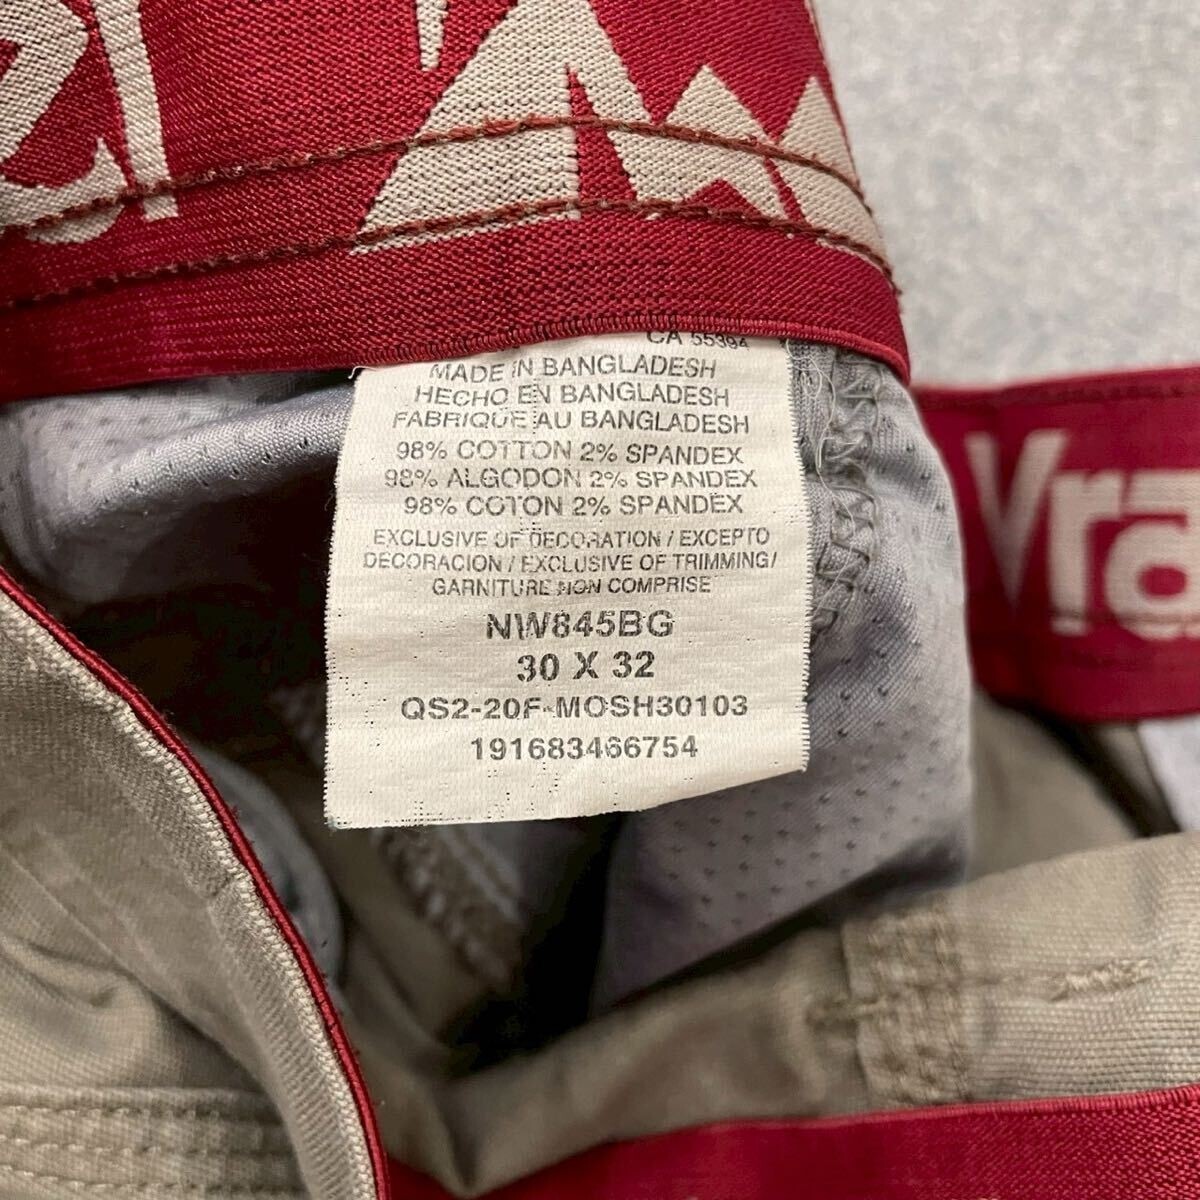 CA 55394
MADE IN BANGLADESH
HECHO EN BANGLADESH
FABRIQUE AU BANGLADESH
98% COTTON 2% SPANDEX
98% ALGODON 2% SPANDEX
98% COTON 2% SPANDEX
EXCLUSIVE OF DECORATION / EXCEPTO
DECORACION / EXCLUSIVE OF TRIMMING/
GARNITURE NON COMPRISE
NW845BG
30 X 32
QS2-20F-MOSH30103
191683466754
Wra